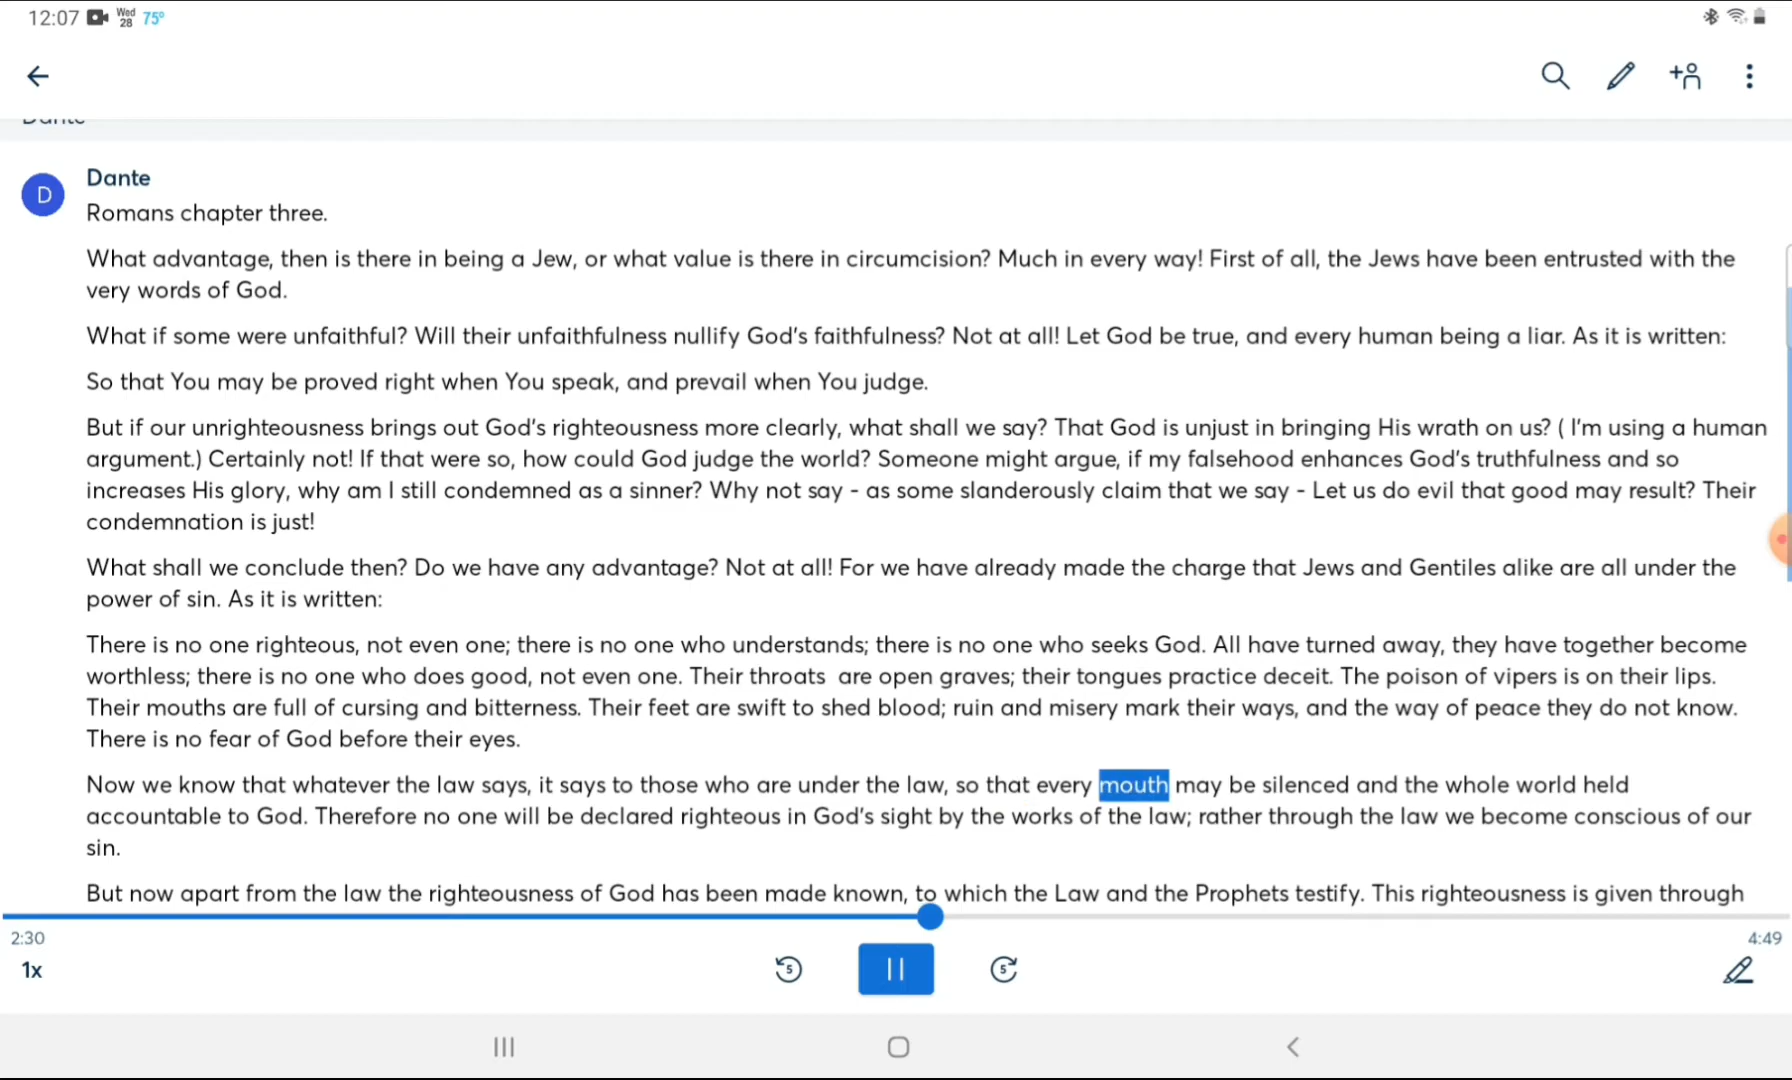 12:07 Wed 28 75°
Dante
D
Dante
Romans chapter three.
What advantage, then is there in being a Jew, or what value is there in circumcision? Much in every way! First of all, the Jews have been entrusted with the
very words of God.
What if some were unfaithful? Will their unfaithfulness nullify God's faithfulness? Not at all! Let God be true, and every human being a liar. As it is written:
So that You may be proved right when You speak, and prevail when You judge.
But if our unrighteousness brings out God's righteousness more clearly, what shall we say? That God is unjust in bringing His wrath on us? ( I'm using a human
argument.) Certainly not! If that were so, how could God judge the world? Someone might argue, if my falsehood enhances God's truthfulness and so
increases His glory, why am I still condemned as a sinner? Why not say - as some slanderously claim that we say - Let us do evil that good may result? Their
condemnation is just!
What shall we conclude then? Do we have any advantage? Not at all! For we have already made the charge that Jews and Gentiles alike are all under the
power of sin. As it is written:
There is no one righteous, not even one; there is no one who understands; there is no one who seeks God. All have turned away, they have together become
worthless; there is no one who does good, not even one. Their throats  are open graves; their tongues practice deceit. The poison of vipers is on their lips.
Their mouths are full of cursing and bitterness. Their feet are swift to shed blood; ruin and misery mark their ways, and the way of peace they do not know.
There is no fear of God before their eyes.
Now we know that whatever the law says, it says to those who are under the law, so that every mouth may be silenced and the whole world held
accountable to God. Therefore no one will be declared righteous in God's sight by the works of the law; rather through the law we become conscious of our
sin.
But now apart from the law the righteousness of God has been made known, to which the Law and the Prophets testify. This righteousness is given through
2:30 4:49
1x 5 5